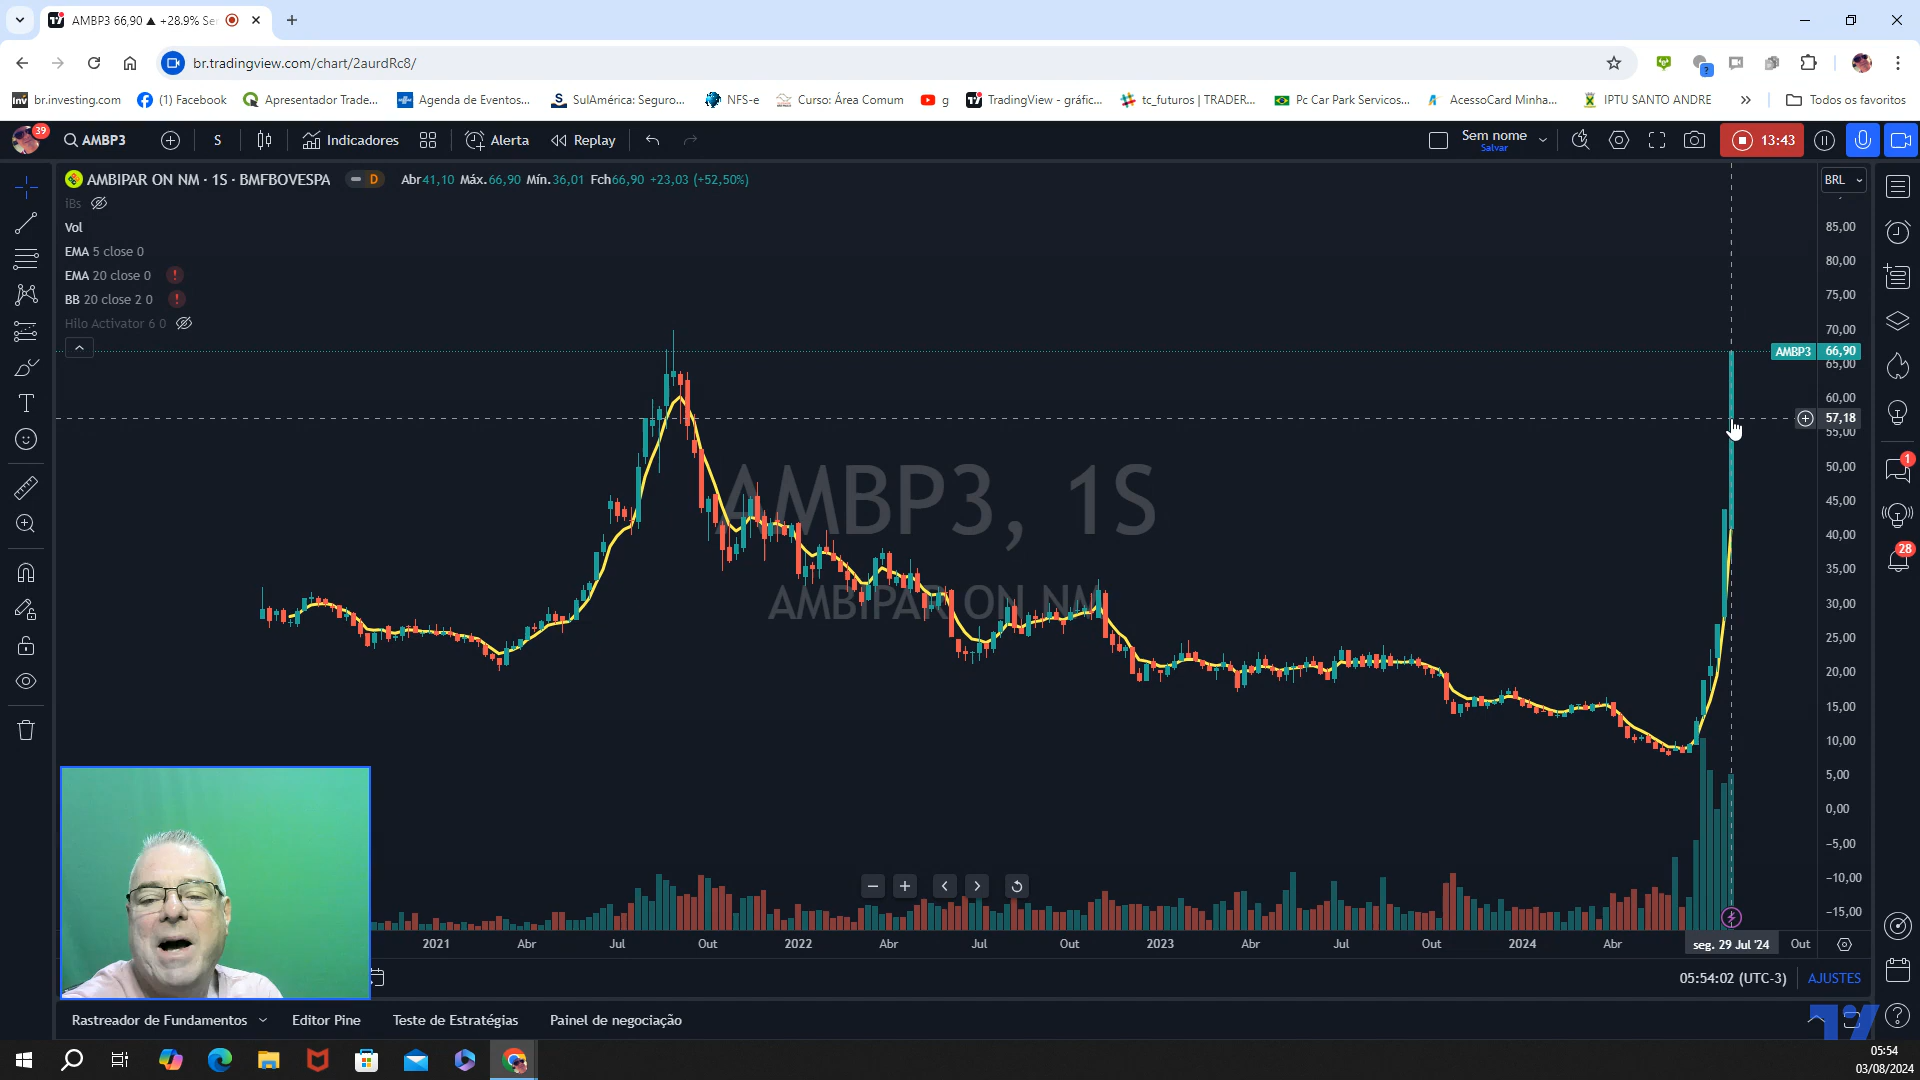 AMBP3 66,90 ▲ +28.9% Se
br.tradingview.com/chart/2aurdRc8/
br.investing.com
(1) Facebook
Apresentador Trade...
Agenda de Eventos...
SulAmérica: Seguro...
NFS-e
Curso: Área Comum
g
TradingView - gráfic...
tc_futuros | TRADER...
Pc Car Park Servicos...
AcessoCard Minha...
IPTU SANTO ANDRE
Todos os favoritos
39
AMBP3
S
Indicadores
Alerta
Replay
Sem nome
Salvar
13:43
AMBIPAR ON NM · 1S · BMFBOVESPA
D
Abr41,10 Máx.66,90 Mín.36,01 Fch66,90 +23,03 (+52,50%)
BRL
iBs
Vol
EMA 5 close 0
EMA 20 close 0
BB 20 close 2 0
Hilo Activator 6 0
85,00
80,00
75,00
70,00
AMBP3 66,90
65,00
60,00
57,18
55,00
50,00
45,00
40,00
35,00
30,00
25,00
20,00
15,00
10,00
5,00
0,00
−5,00
−10,00
−15,00
AMBP3, 1S
AMBIPAR ON NM
1
28
2021
Abr
Jul
Out
2022
Abr
Jul
Out
2023
Abr
Jul
Out
2024
Abr
seg. 29 Jul '24
Out
05:54:02 (UTC-3)
AJUSTES
Rastreador de Fundamentos
Editor Pine
Teste de Estratégias
Painel de negociação
05:54
03/08/2024